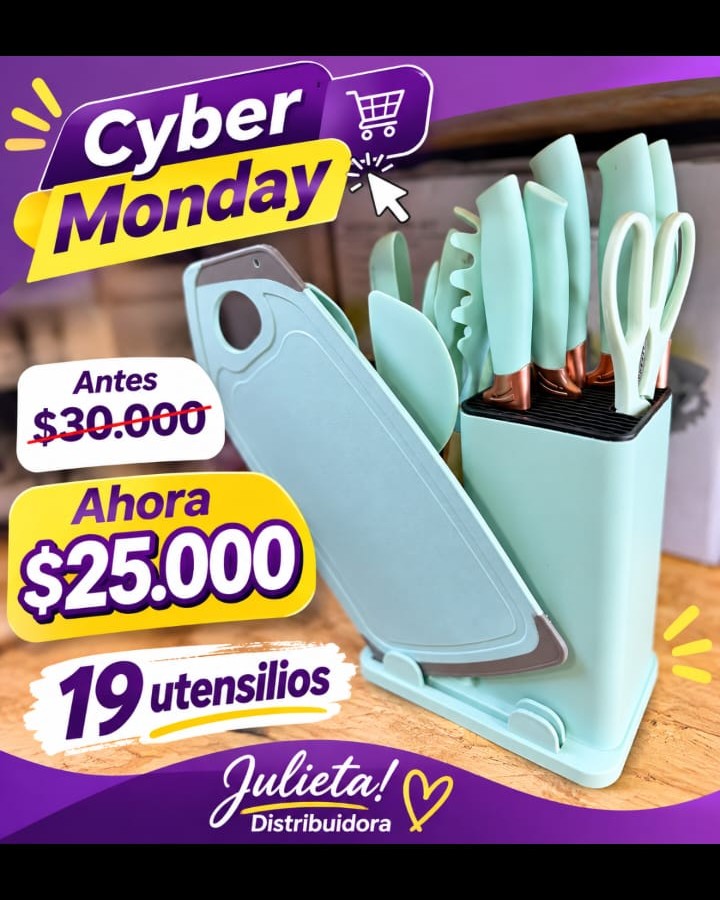 Cyber
Monday
Antes
$30.000
Ahora
$25.000
19 utensilios
Julieta!
Distribuidora